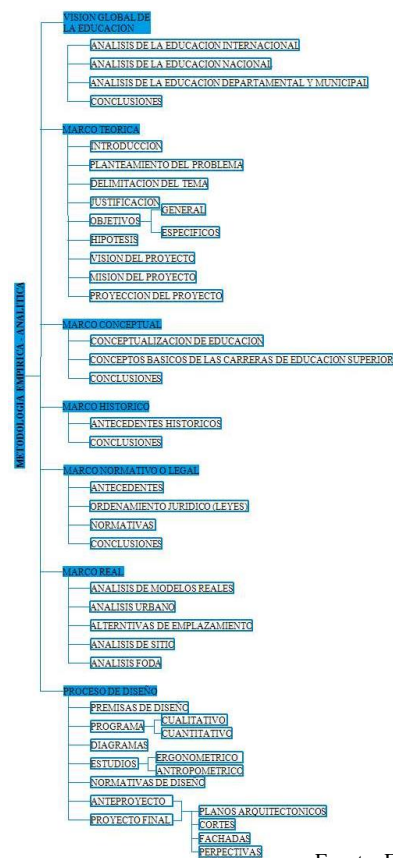 METODOLOGIA EMPIRICA - ANALITICA
VISION GLOBAL DE
LA EDUCACION
ANALISIS DE LA EDUCACION INTERNACIONAL
ANALISIS DE LA EDUCACION NACIONAL
ANALISIS DE LA EDUCACION DEPARTAMENTAL Y MUNICIPAL
CONCLUSIONES
MARCO TEORICA
INTRODUCCION
PLANTEAMIENTO DEL PROBLEMA
DELIMITACION DEL TEMA
JUSTIFICACION
OBJETIVOS
GENERAL
ESPECIFICOS
HIPOTESIS
VISION DEL PROYECTO
MISION DEL PROYECTO
PROYECCION DEL PROYECTO
MARCO CONCEPTUAL
CONCEPTUALIZACION DE EDUCACION
CONCEPTOS BASICOS DE LAS CARRERAS DE EDUCACION SUPERIOR
CONCLUSIONES
MARCO HISTORICO
ANTECEDENTES HISTORICOS
CONCLUSIONES
MARCO NORMATIVO O LEGAL
ANTECEDENTES
ORDENAMIENTO JURIDICO (LEYES)
NORMATIVAS
CONCLUSIONES
MARCO REAL
ANALISIS DE MODELOS REALES
ANALISIS URBANO
ALTERNTIVAS DE EMPLAZAMIENTO
ANALISIS DE SITIO
ANALISIS FODA
PROCESO DE DISEÑO
PREMISAS DE DISEÑO
PROGRAMA
CUALITATIVO
CUANTITATIVO
DIAGRAMAS
ESTUDIOS
ERGONOMETRICO
ANTROPOMETRICO
NORMATIVAS DE DISEÑO
ANTEPROYECTO
PROYECTO FINAL
PLANOS ARQUITECTONICOS
CORTES
FACHADAS
PERPECTIVAS